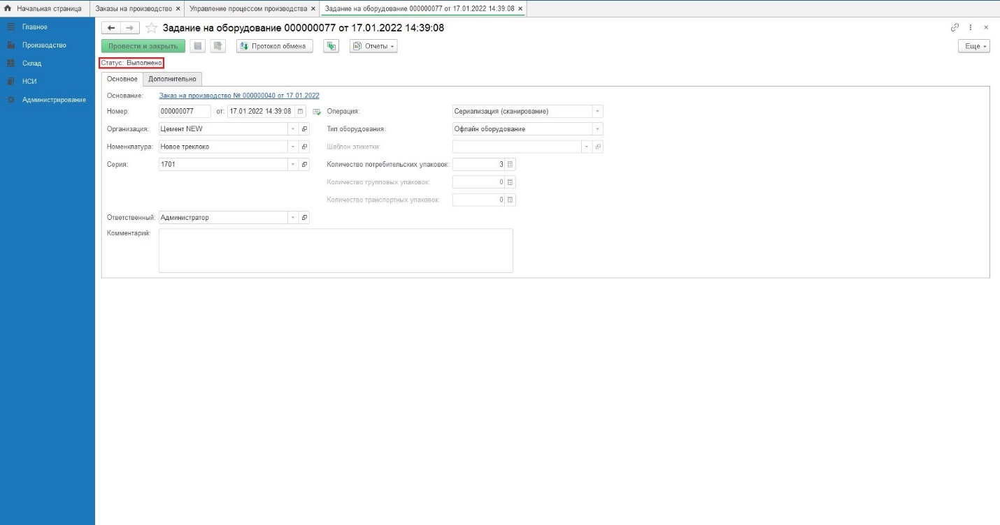 Начальная страница
Заказы на производство ×
Управление процессом производства ×
Задание на оборудование 000000077 от 17.01.2022 14:39:08 ×
Главное
Производство
Склад
НСИ
Администрирование
Задание на оборудование 000000077 от 17.01.2022 14:39:08
Провести и закрыть
Протокол обмена
Отчеты
Еще
Статус: Выполнено
Основное
Дополнительно
Основание: Заказ на производство № 000000040 от 17.01.2022
Номер: 000000077 от: 17.01.2022 14:39:08 Операция: Сериализация (сканирование)
Организация: Цемент NEW Тип оборудования: Офлайн оборудование
Номенклатура: Новое треклоко Шаблон этикетки:
Серия: 1701 Количество потребительских упаковок: 3
Количество групповых упаковок: 0
Количество транспортных упаковок: 0
Ответственный: Администратор
Комментарий: